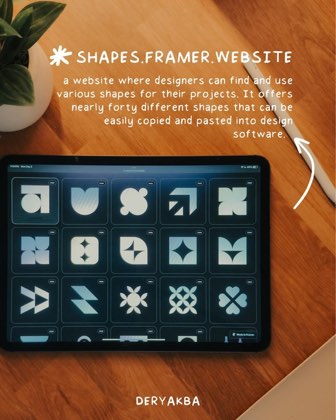 SHAPES.FRAMER.WEBSITE
a website where designers can find and use
various shapes for their projects. It offers
nearly forty different shapes that can be
easily copied and pasted into design
software.
DERYAKBA